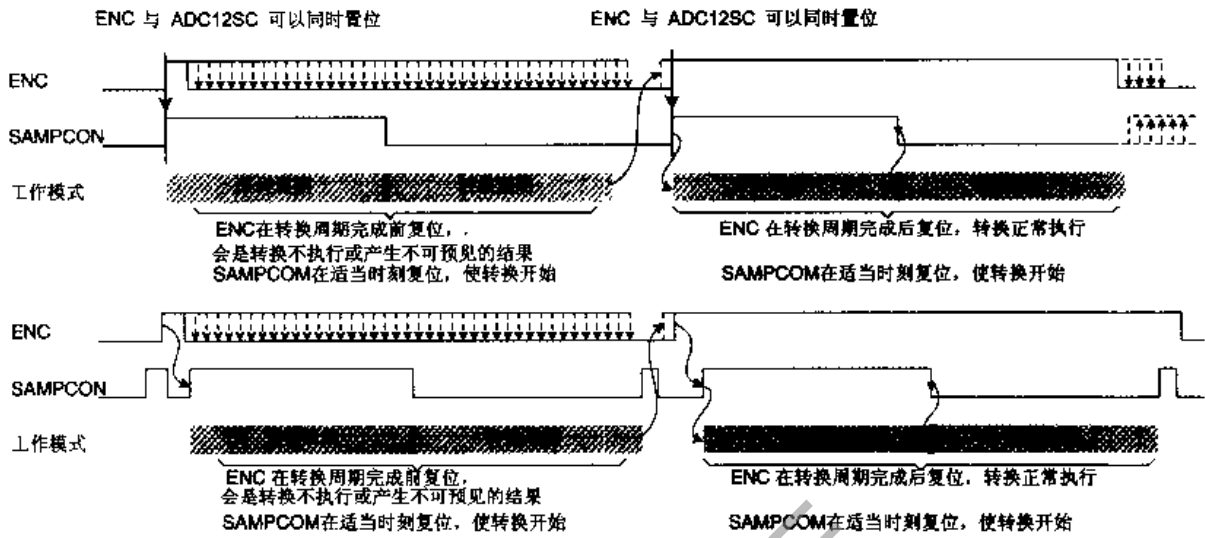 ENC 与 ADC12SC 可以同时置位
ENC 与 ADC12SC 可以同时置位
ENC
SAMPCON
工作模式
ENC在转换周期完成前复位,.
会是转换不执行或产生不可预见的结果
SAMPCOM在适当时刻复位, 使转换开始
ENC 在转换周期完成后复位, 转换正常执行
SAMPCOM在适当时刻复位, 使转换开始
ENC
SAMPCON
工作模式
ENC 在转换周期完成前复位,
会是转换不执行或产生不可预见的结果
SAMPCOM在适当时刻复位, 使转换开始
ENC 在转换周期完成后复位, 转换正常执行
SAMPCOM在适当时刻复位, 使转换开始